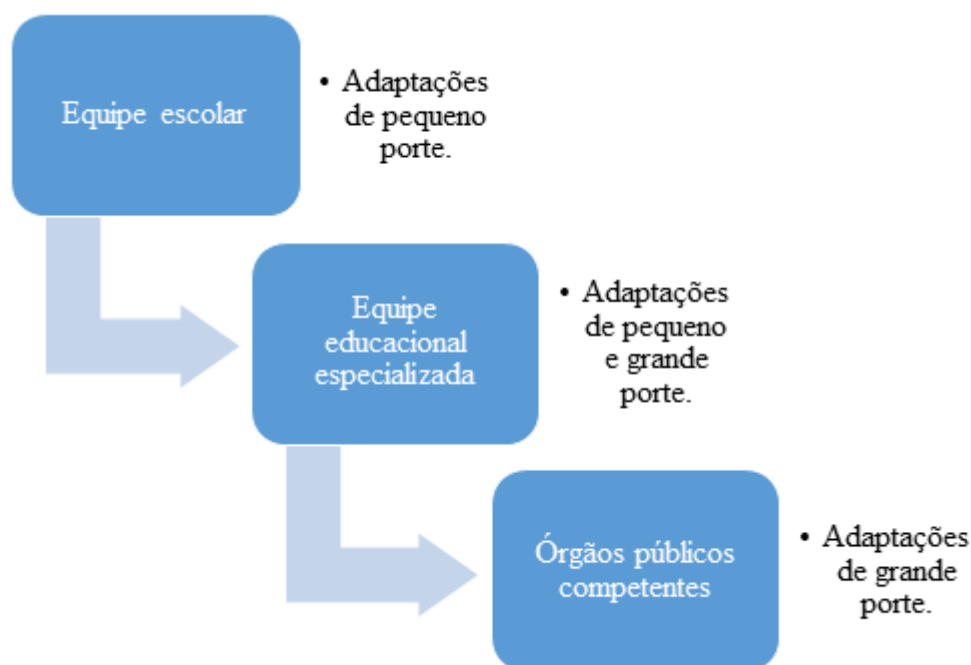 Equipe escolar
• Adaptações
de pequeno
porte.
Equipe
educacional
especializada
• Adaptações
de pequeno
e grande
porte.
Órgãos públicos
competentes
• Adaptações
de grande
porte.